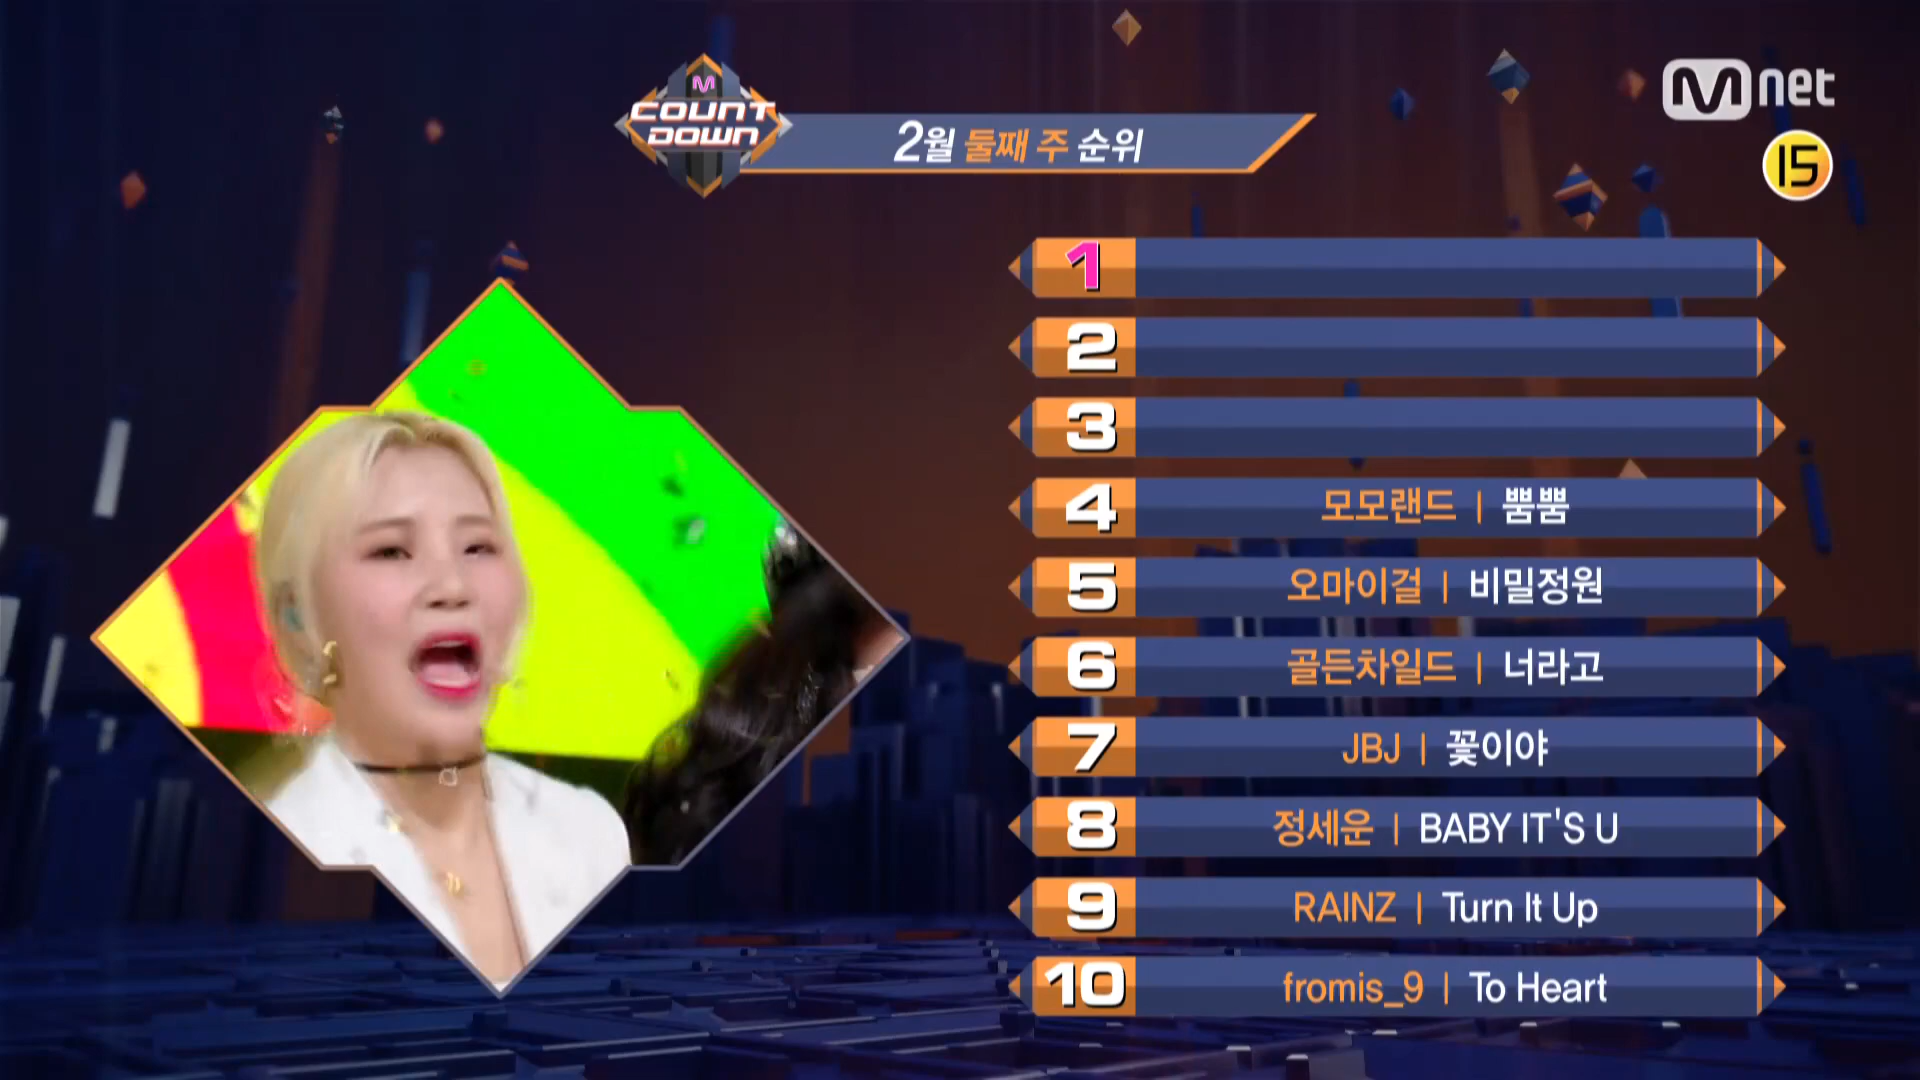 M COUNT DOWN
2월 둘째 주 순위
Mnet
15
1
2
3
4 모모랜드 | 뿜뿜
5 오마이걸 | 비밀정원
6 골든차일드 | 너라고
7 JBJ | 꽃이야
8 정세운 | BABY IT'S U
9 RAINZ | Turn It Up
10 fromis_9 | To Heart